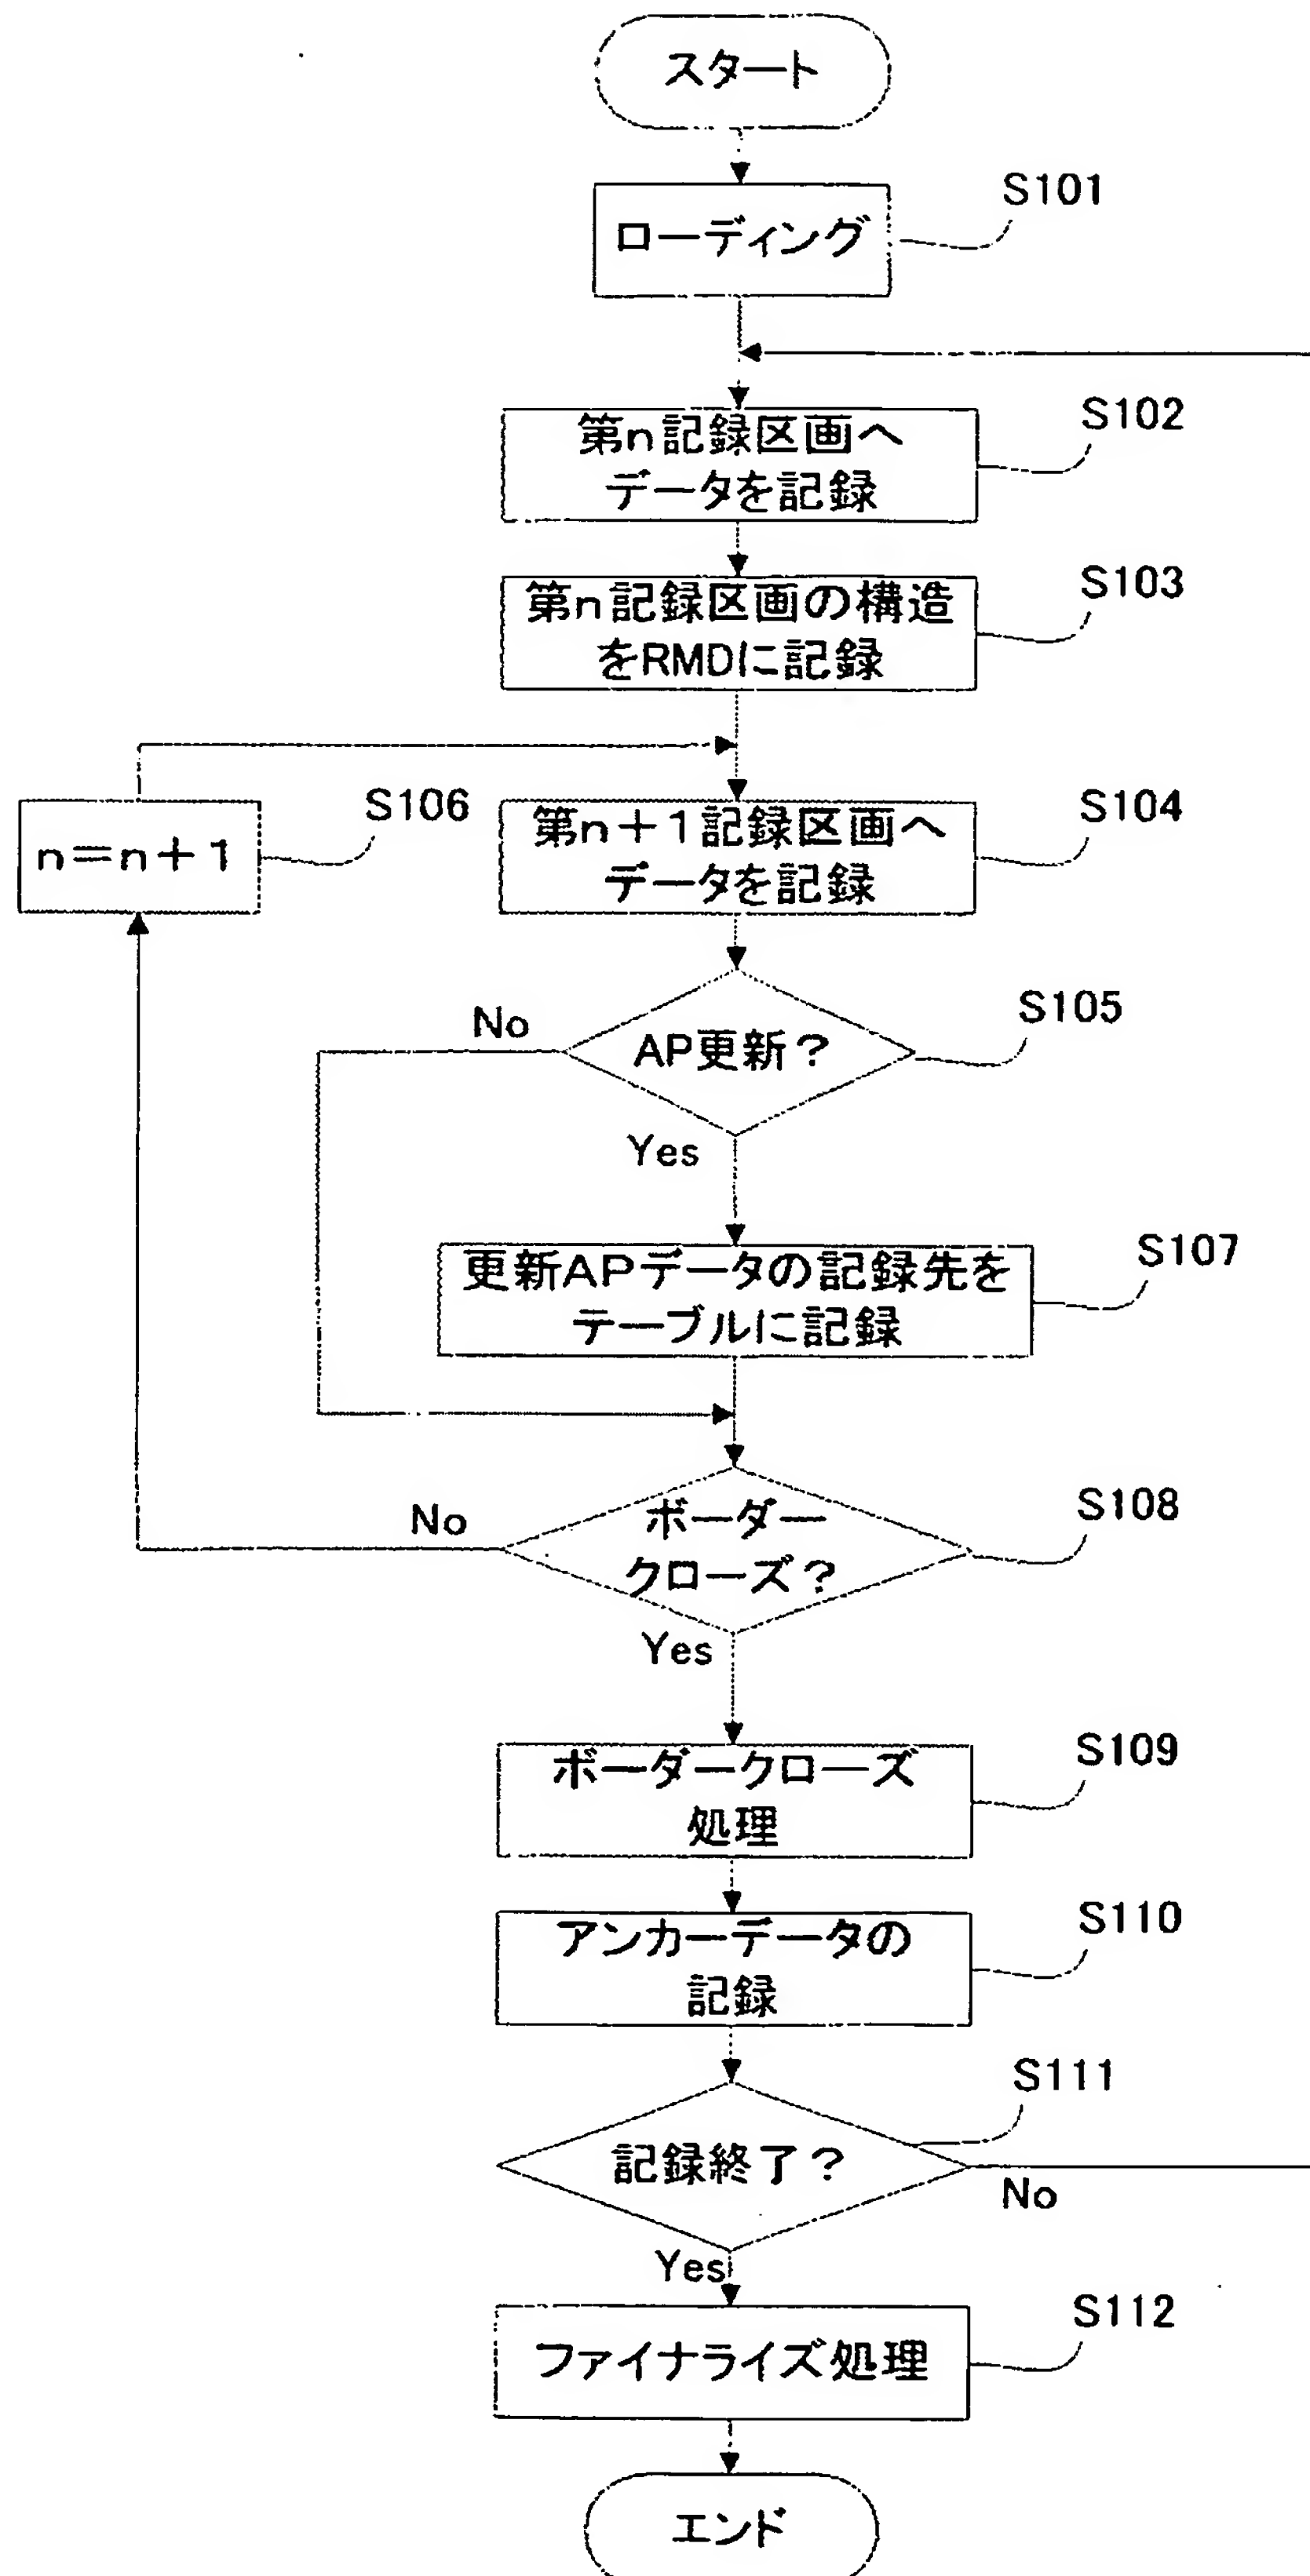 スタート
S101
ローディング
S102
第n記録区画へ
データを記録
S103
第n記録区画の構造
をRMDに記録
S106
n=n+1
S104
第n+1記録区画へ
データを記録
S105
No
AP更新?
Yes
S107
更新APデータの記録先を
テーブルに記録
S108
No
ボーダー
クローズ?
Yes
S109
ボーダークローズ
処理
S110
アンカーデータの
記録
S111
記録終了?
No
Yes
S112
ファイナライズ処理
エンド